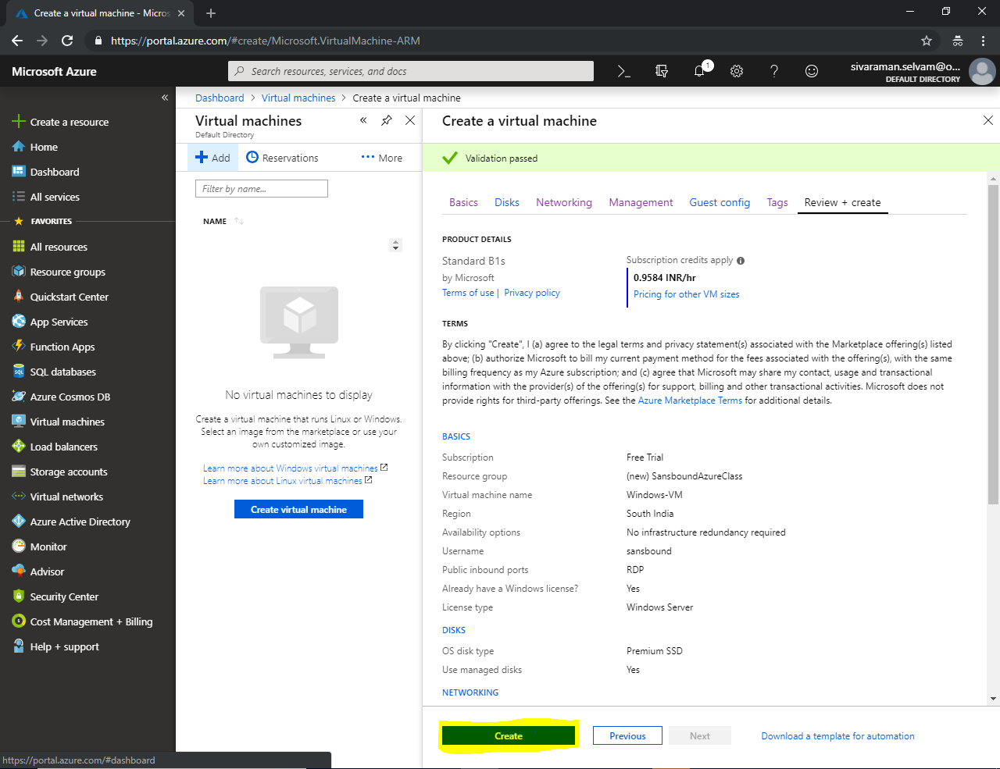 Create a virtual machine - Micros
https://portal.azure.com/#create/Microsoft.VirtualMachine-ARM
Microsoft Azure
Search resources, services, and docs
1
sivaraman.selvam@o...
DEFAULT DIRECTORY
Create a resource
Home
Dashboard
All services
FAVORITES
All resources
Resource groups
Quickstart Center
App Services
Function Apps
SQL databases
Azure Cosmos DB
Virtual machines
Load balancers
Storage accounts
Virtual networks
Azure Active Directory
Monitor
Advisor
Security Center
Cost Management + Billing
Help + support
https://portal.azure.com/#dashboard
Dashboard > Virtual machines > Create a virtual machine
Virtual machines
Default Directory
Add
Reservations
More
Filter by name...
NAME
No virtual machines to display
Create a virtual machine that runs Linux or Windows.
Select an image from the marketplace or use your
own customized image.
Learn more about Windows virtual machines
Learn more about Linux virtual machines
Create virtual machine
Create a virtual machine
Validation passed
Basics Disks Networking Management Guest config Tags Review + create
PRODUCT DETAILS
Standard B1s
by Microsoft
Terms of use | Privacy policy
Subscription credits apply
0.9584 INR/hr
Pricing for other VM sizes
TERMS
By clicking "Create", I (a) agree to the legal terms and privacy statement(s) associated with the Marketplace offering(s) listed
above; (b) authorize Microsoft to bill my current payment method for the fees associated with the offering(s), with the same
billing frequency as my Azure subscription; and (c) agree that Microsoft may share my contact, usage and transactional
information with the provider(s) of the offering(s) for support, billing and other transactional activities. Microsoft does not
provide rights for third-party offerings. See the Azure Marketplace Terms for additional details.
BASICS
Subscription Free Trial
Resource group (new) SansboundAzureClass
Virtual machine name Windows-VM
Region South India
Availability options No infrastructure redundancy required
Username sansbound
Public inbound ports RDP
Already have a Windows license? Yes
License type Windows Server
DISKS
OS disk type Premium SSD
Use managed disks Yes
NETWORKING
Create
Previous
Next
Download a template for automation